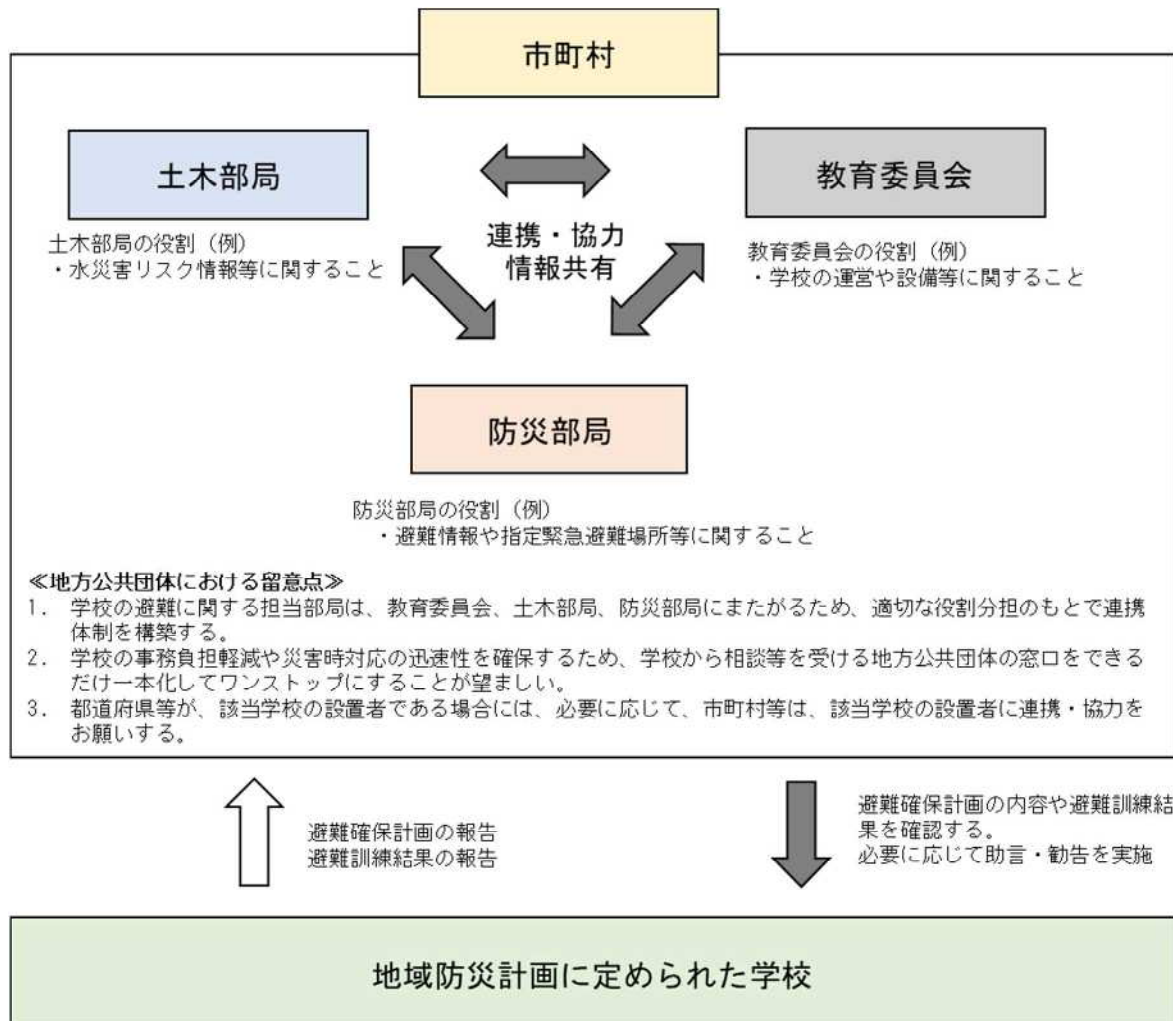 市町村
土木部局
教育委員会
土木部局の役割（例）
・水災害リスク情報等に関すること
連携・協力
情報共有
教育委員会の役割（例）
・学校の運営や設備等に関すること
防災部局
防災部局の役割（例）
・避難情報や指定緊急避難場所等に関すること
≪地方公共団体における留意点≫
1. 学校の避難に関する担当部局は、教育委員会、土木部局、防災部局にまたがるため、適切な役割分担のもとで連携
体制を構築する。
2. 学校の事務負担軽減や災害時対応の迅速性を確保するため、学校から相談等を受ける地方公共団体の窓口をできる
だけ一本化してワンストップにすることが望ましい。
3. 都道府県等が、該当学校の設置者である場合には、必要に応じて、市町村等は、該当学校の設置者に連携・協力を
お願いする。
避難確保計画の報告
避難訓練結果の報告
避難確保計画の内容や避難訓練結
果を確認する。
必要に応じて助言・勧告を実施
地域防災計画に定められた学校